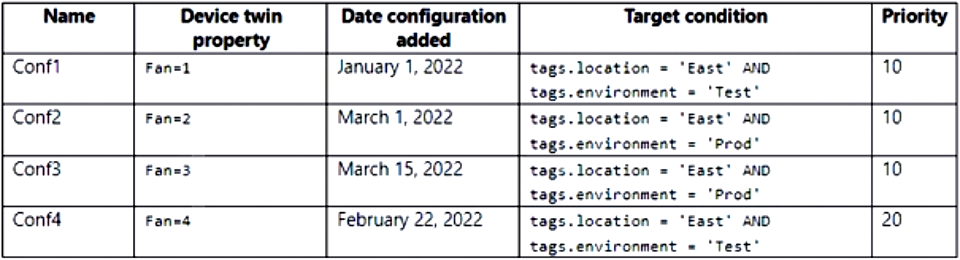 Name Device twin property Date configuration added Target condition Priority
Conf1 Fan=1 January 1, 2022 tags.location = 'East' AND 10
tags.environment = 'Test'
Conf2 Fan=2 March 1, 2022 tags.location = 'East' AND 10
tags.environment = 'Prod'
Conf3 Fan=3 March 15, 2022 tags.location = 'East' AND 10
tags.environment = 'Prod'
Conf4 Fan=4 February 22, 2022 tags.location = 'East' AND 20
tags.environment = 'Test'